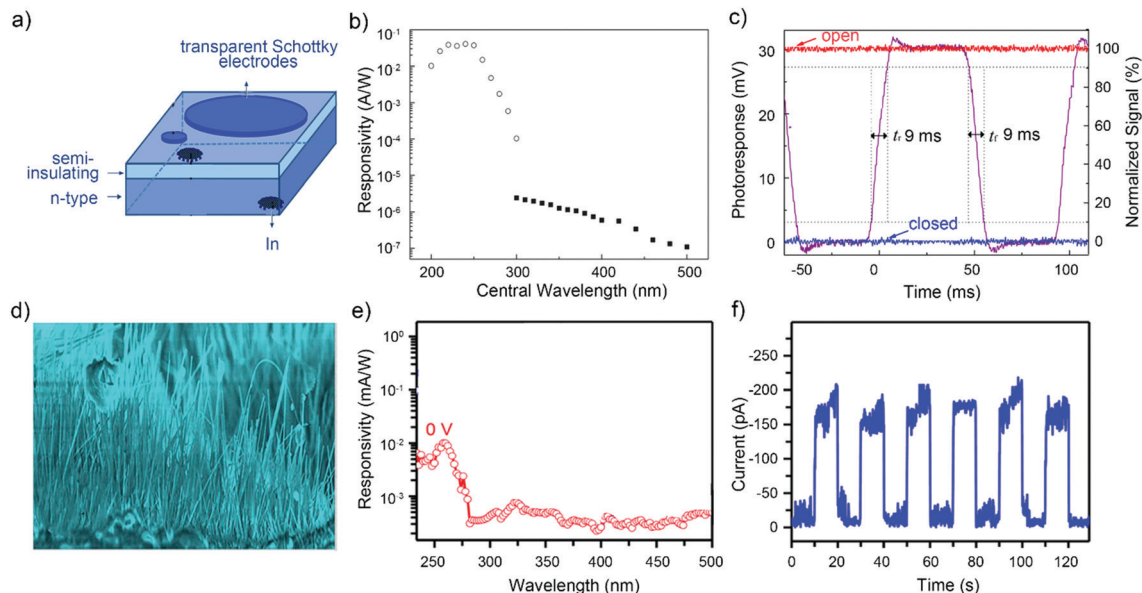 a)
transparent Schottky
electrodes
semi-
insulating
n-type
In
b)
Responsivity (A/W)
10⁻¹
10⁻²
10⁻³
10⁻⁴
10⁻⁵
10⁻⁶
10⁻⁷
200 300 400 500
Central Wavelength (nm)
c)
Photoresponse (mV)
30
20
10
0
open
tᵣ 9 ms
t_f 9 ms
closed
100
80
60
40
20
0
Normalized Signal (%)
-50 0 50 100
Time (ms)
d)
e)
Responsivity (mA/W)
10⁰
10⁻¹
10⁻²
10⁻³
0 V
250 300 350 400 450 500
Wavelength (nm)
f)
Current (pA)
-250
-200
-150
-100
-50
0
0 20 40 60 80 100 120
Time (s)